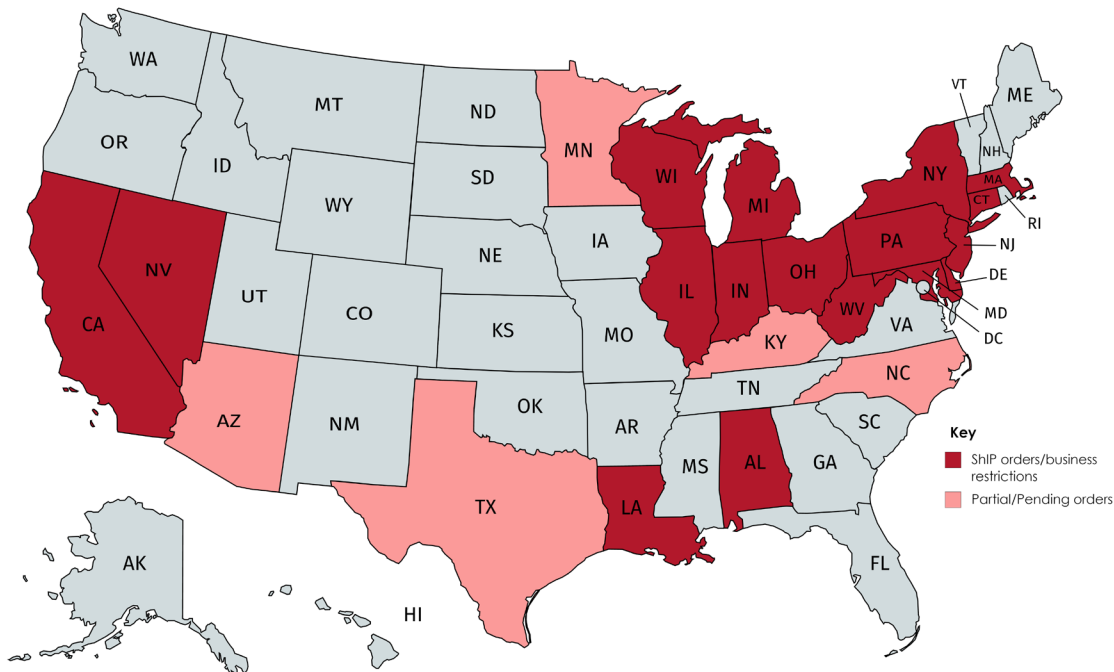 WA
MT
ND
MN
VT
ME
OR
ID
SD
WI
NH
NY
MA
WY
MI
CT
RI
IA
NE
PA
NJ
NV
UT
CO
KS
MO
IL
IN
OH
DE
WV
MD
CA
VA
DC
KY
AZ
NM
OK
AR
TN
NC
SC
MS
AL
GA
TX
LA
FL
AK
HI
Key
ShIP orders/business
restrictions
Partial/Pending orders